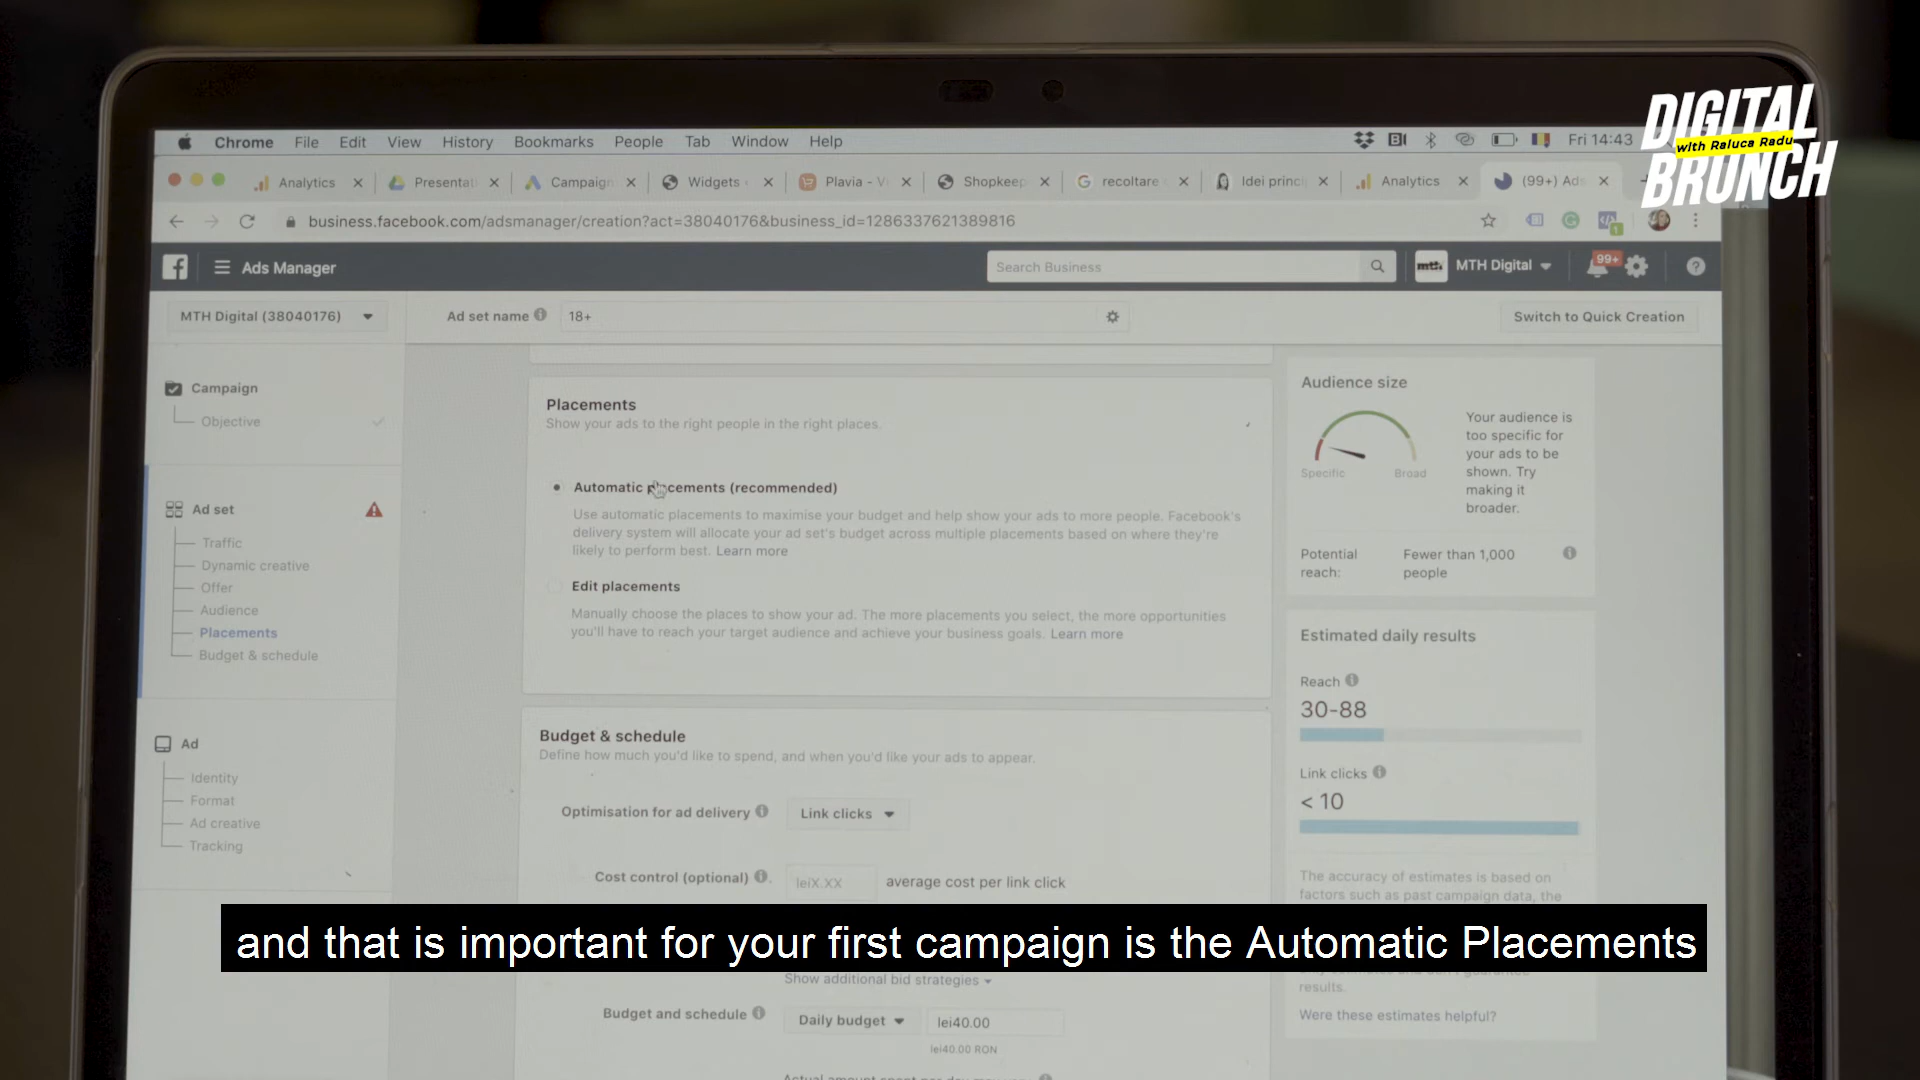 DIGITAL
with Raluca Radu
BRUNCH
Chrome File Edit View History Bookmarks People Tab Window Help Fri 14:43
Analytics Presentati Campaign Widgets Plavia - V Shopkeep recoltare Idei princi Analytics (99+) Ads
business.facebook.com/adsmanager/creation?act=38040176&business_id=1286337621389816
Ads Manager Search Business mth MTH Digital 99+
MTH Digital (38040176) Ad set name 18+ Switch to Quick Creation
Campaign
Objective
Ad set
Traffic
Dynamic creative
Offer
Audience
Placements
Budget & schedule
Ad
Identity
Format
Ad creative
Tracking
Placements
Show your ads to the right people in the right places.
Automatic placements (recommended)
Use automatic placements to maximise your budget and help show your ads to more people. Facebook's
delivery system will allocate your ad set's budget across multiple placements based on where they're
likely to perform best. Learn more
Edit placements
Manually choose the places to show your ad. The more placements you select, the more opportunities
you'll have to reach your target audience and achieve your business goals. Learn more
Budget & schedule
Define how much you'd like to spend, and when you'd like your ads to appear.
Optimisation for ad delivery Link clicks
Cost control (optional) leiX.XX average cost per link click
Show additional bid strategies
Budget and schedule Daily budget lei40.00
lei40.00 RON
Audience size
Specific Broad
Your audience is
too specific for
your ads to be
shown. Try
making it
broader.
Potential
reach:
Fewer than 1,000
people
Estimated daily results
Reach
30-88
Link clicks
< 10
The accuracy of estimates is based on
factors such as past campaign data, the
results.
Were these estimates helpful?
and that is important for your first campaign is the Automatic Placements